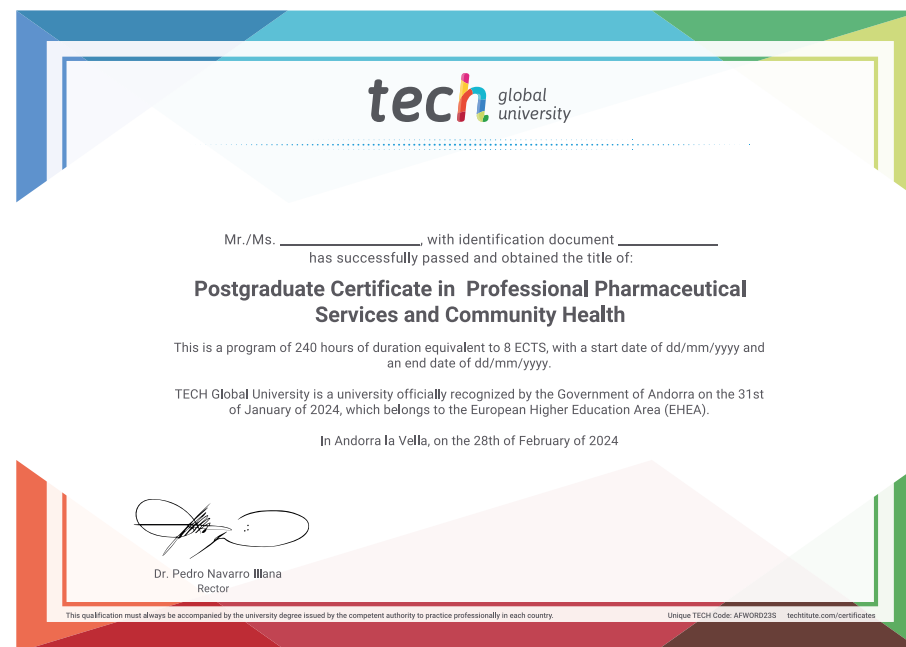 tech global university
Mr./Ms. ____________, with identification document ____________
has successfully passed and obtained the title of:
Postgraduate Certificate in Professional Pharmaceutical
Services and Community Health
This is a program of 240 hours of duration equivalent to 8 ECTS, with a start date of dd/mm/yyyy and
an end date of dd/mm/yyyy.
TECH Global University is a university officially recognized by the Government of Andorra on the 31st
of January of 2024, which belongs to the European Higher Education Area (EHEA).
In Andorra la Vella, on the 28th of February of 2024
Dr. Pedro Navarro Illana
Rector
This qualification must always be accompanied by the university degree issued by the competent authority to practice professionally in each country.
Unique TECH Code: AFWORD23S techtitute.com/certificates